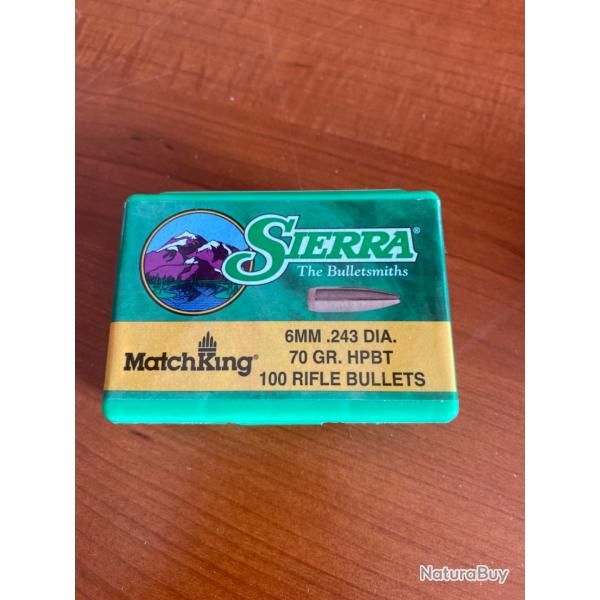 SIERRA®
The Bulletsmiths
6MM .243 DIA.
MatchKing®
70 GR. HPBT
100 RIFLE BULLETS
NaturaBuy